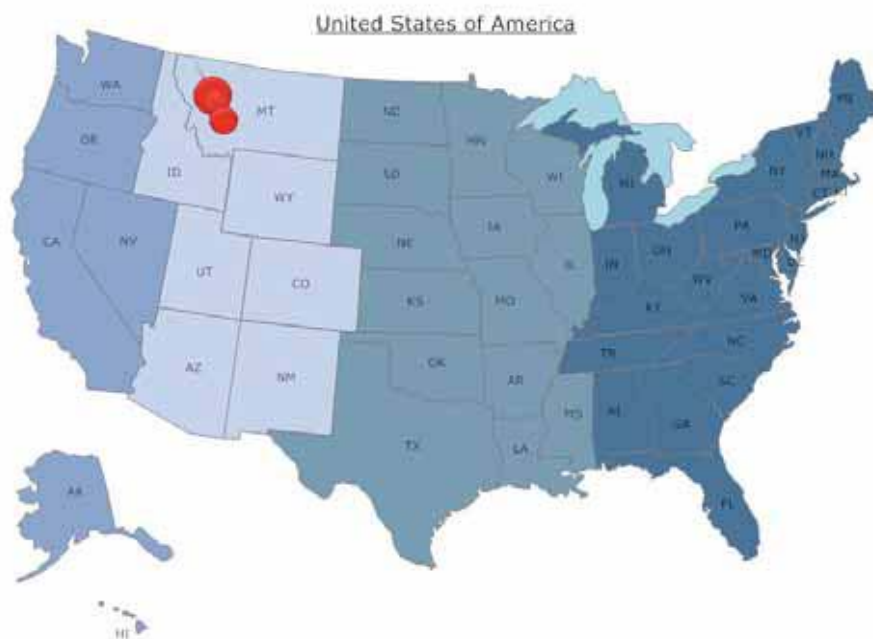 United States of America
WA
MT
ND
MN
OR
ID
SD
WI
MI
WY
CA
NV
UT
CO
NE
IA
IL
IN
OH
PA
NY
VT
NH
MA
CT
RI
NJ
MD
WV
VA
KY
KS
MO
AZ
NM
OK
AR
TN
NC
SC
MS
AL
GA
TX
LA
FL
AK
HI